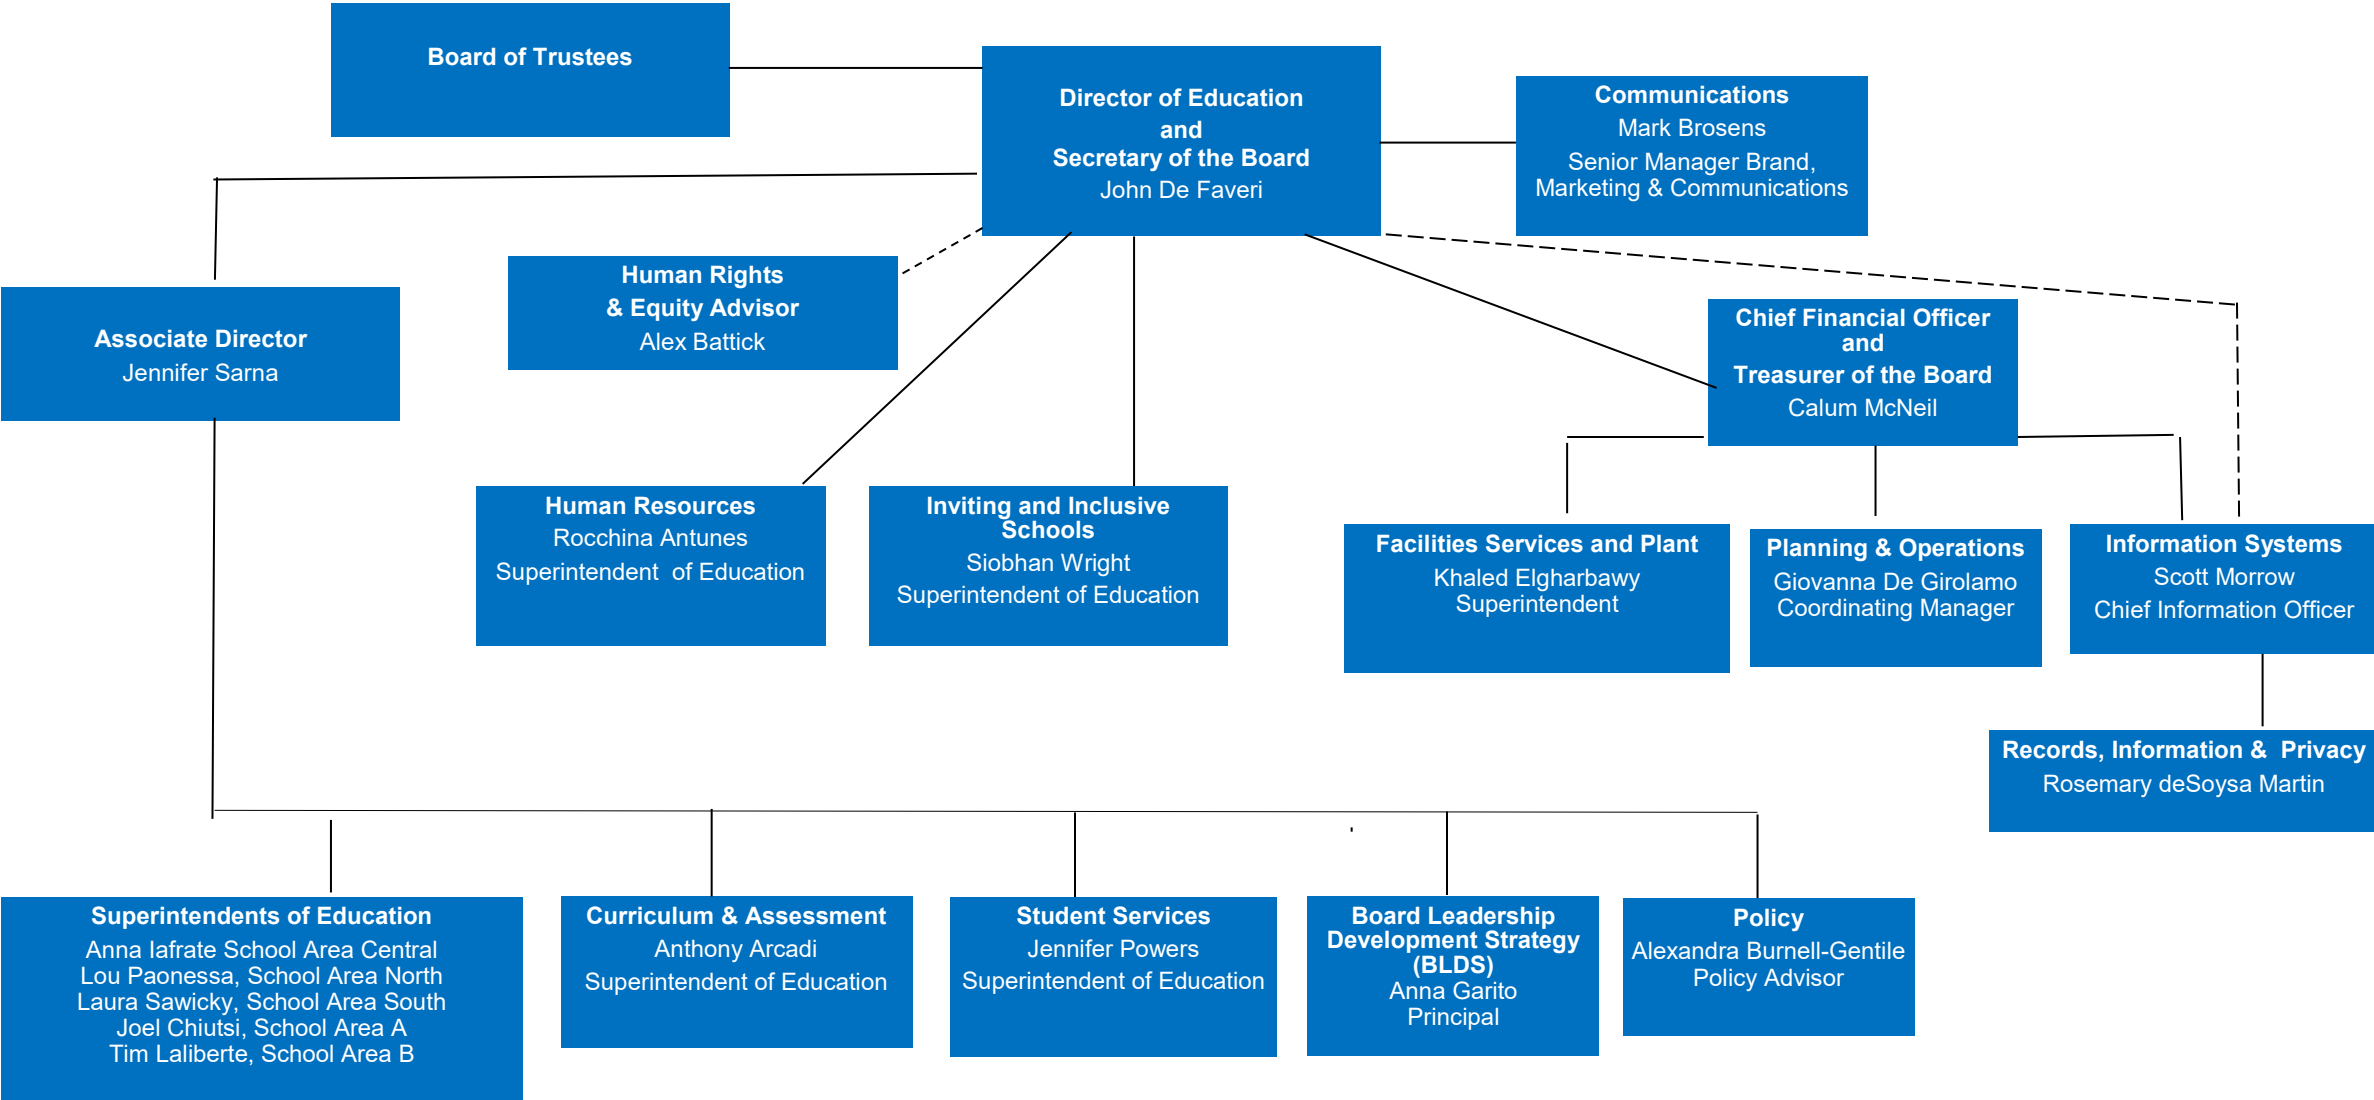 Board of Trustees
Director of Education
and
Secretary of the Board
John De Faveri
Communications
Mark Brosens
Senior Manager Brand,
Marketing & Communications
Human Rights
& Equity Advisor
Alex Battick
Associate Director
Jennifer Sarna
Chief Financial Officer
and
Treasurer of the Board
Calum McNeil
Human Resources
Rocchina Antunes
Superintendent  of Education
Inviting and Inclusive
Schools
Siobhan Wright
Superintendent of Education
Facilities Services and Plant
Khaled Elgharbawy
Superintendent
Planning & Operations
Giovanna De Girolamo
Coordinating Manager
Information Systems
Scott Morrow
Chief Information Officer
Records, Information &  Privacy
Rosemary deSoysa Martin
Superintendents of Education
Anna Iafrate School Area Central
Lou Paonessa, School Area North
Laura Sawicky, School Area South
Joel Chiutsi, School Area A
Tim Laliberte, School Area B
Curriculum & Assessment
Anthony Arcadi
Superintendent of Education
Student Services
Jennifer Powers
Superintendent of Education
Board Leadership
Development Strategy
(BLDS)
Anna Garito
Principal
Policy
Alexandra Burnell-Gentile
Policy Advisor